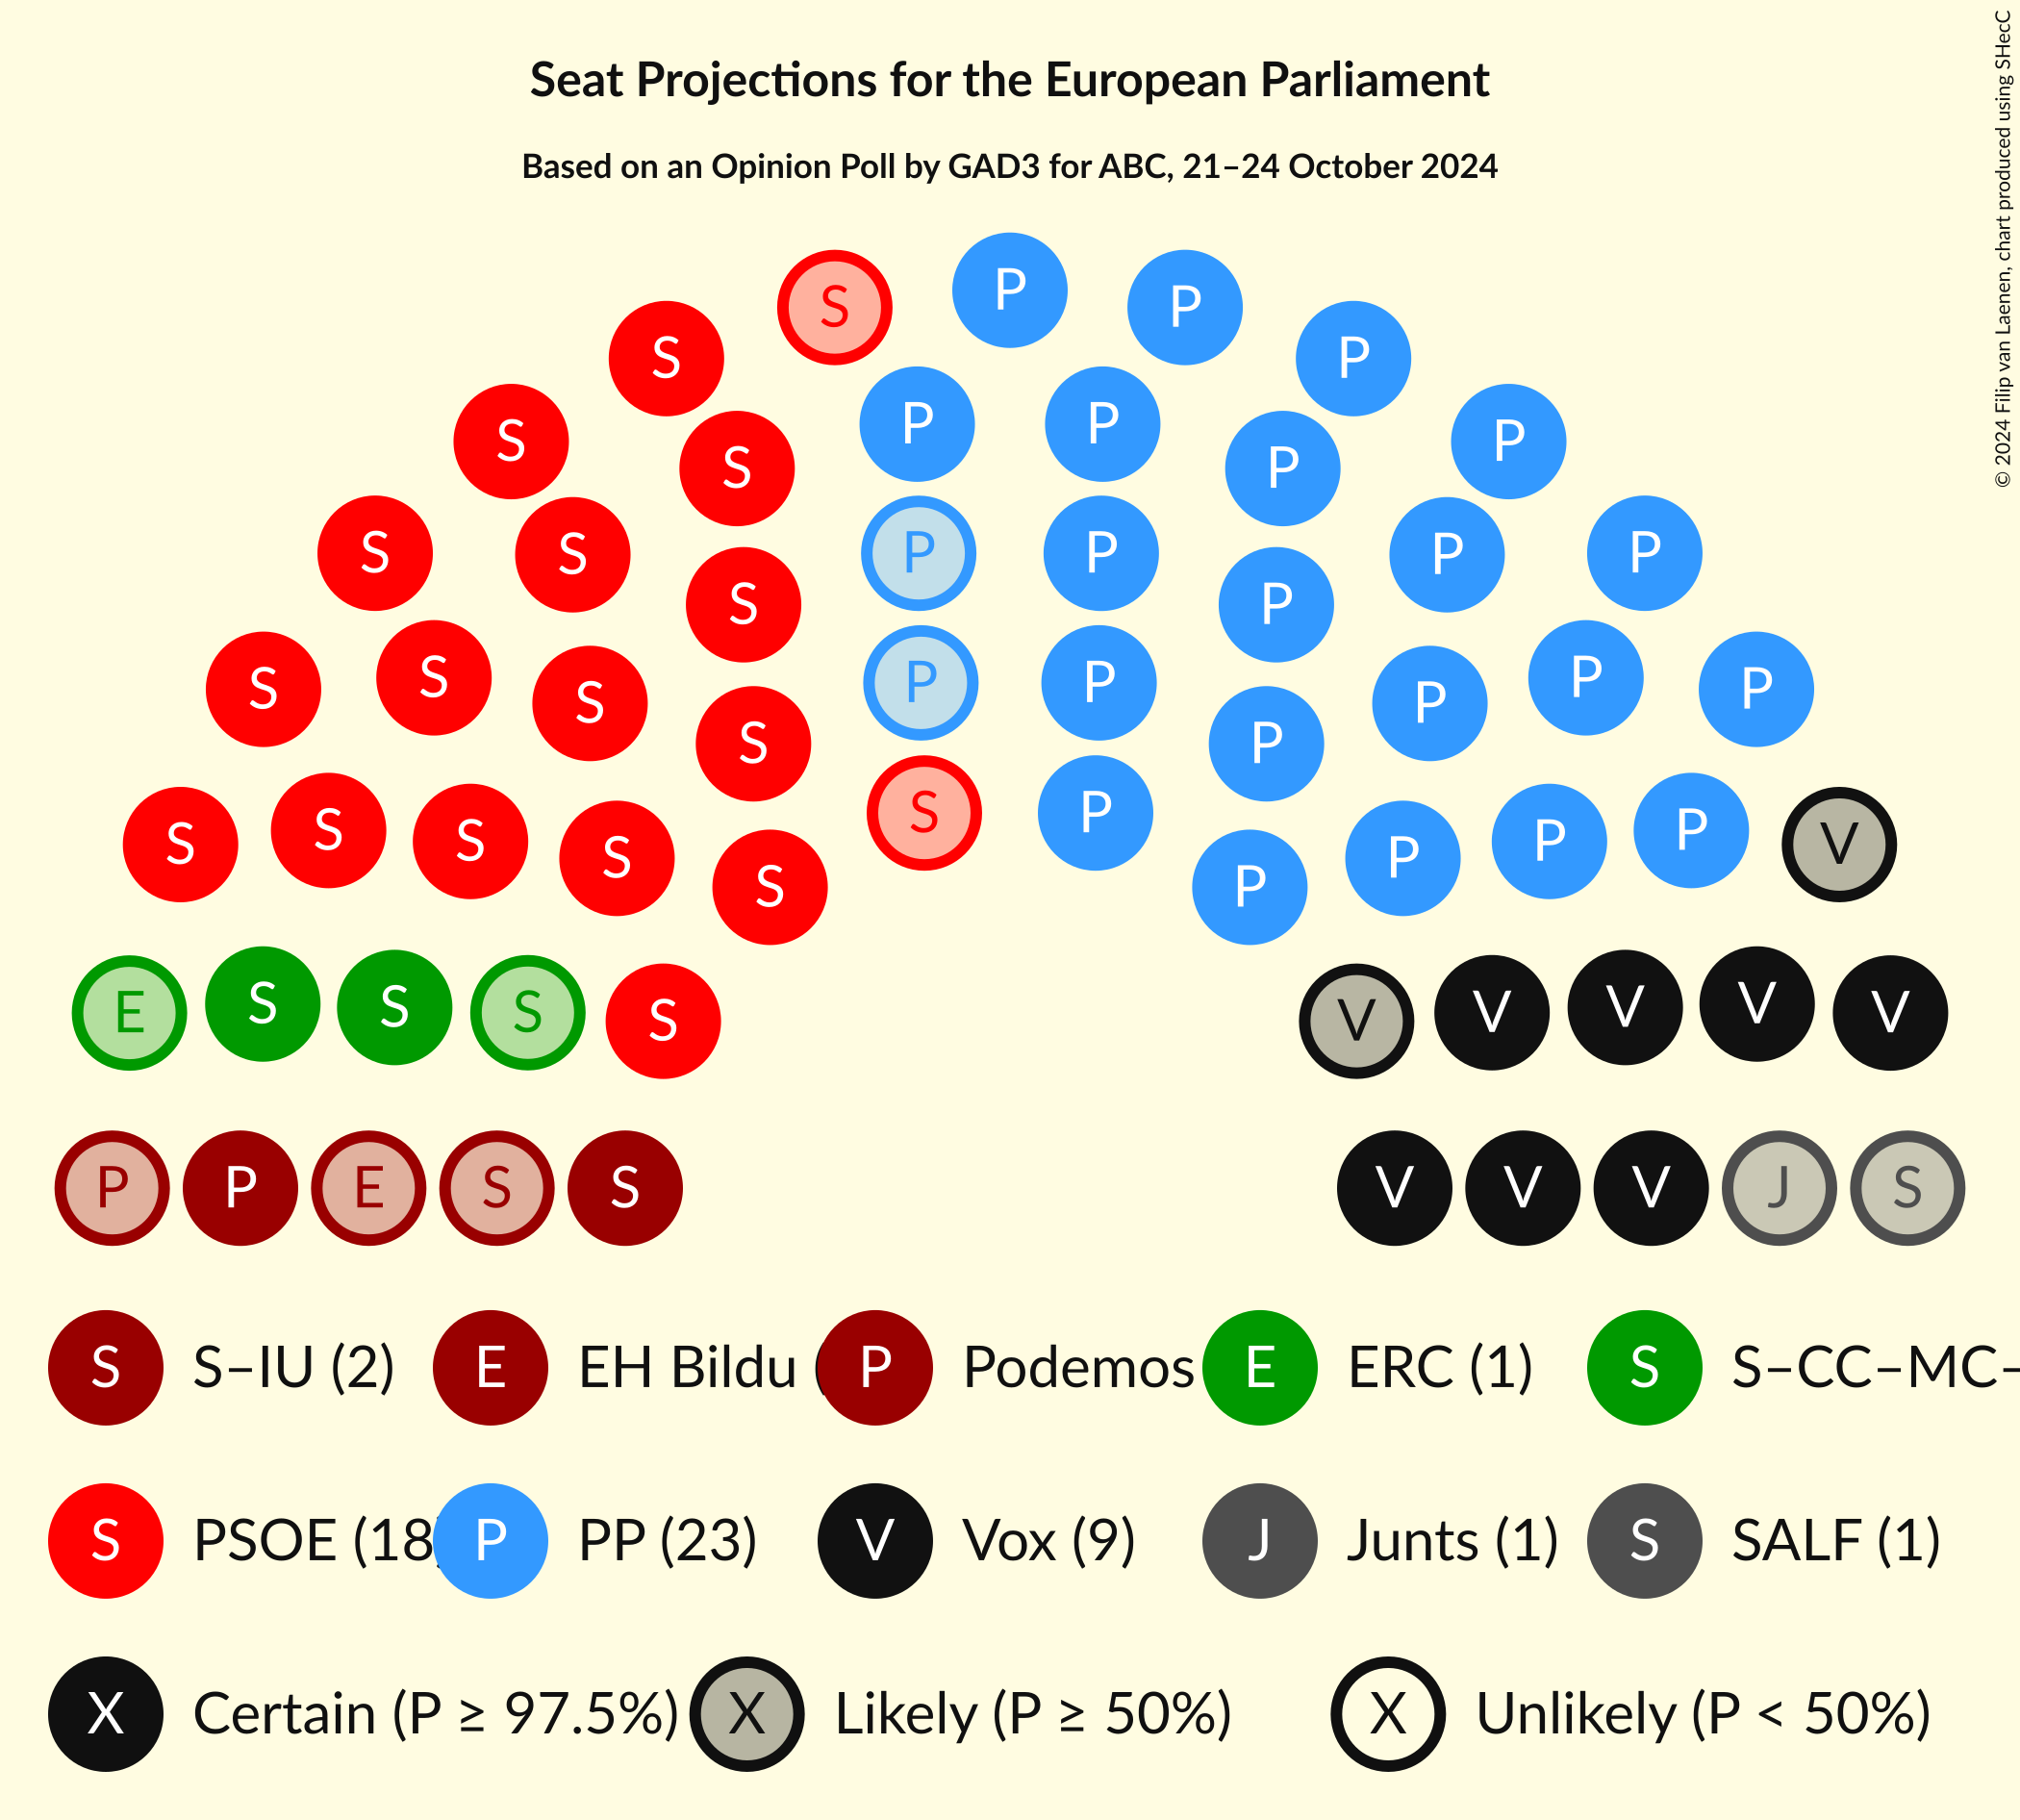 Seat Projections for the European Parliament
Based on an Opinion Poll by GAD3 for ABC, 21–24 October 2024
© 2024 Filip van Laenen, chart produced using SHecC
S P P P
S P
S P P P
S S P
S P P P
S S P P
S S P
S P P P
S S P P
S S P P
S P
S P
S S P P V
S S P P
S P
E S S S S V V V V V
P P E S S V V V J S
S S–IU (2) E EH Bildu ( P Podemos E ERC (1) S S–CC–MC–
S PSOE (18) P PP (23) V Vox (9) J Junts (1) S SALF (1)
X Certain (P ≥ 97.5%) X Likely (P ≥ 50%) X Unlikely (P < 50%)